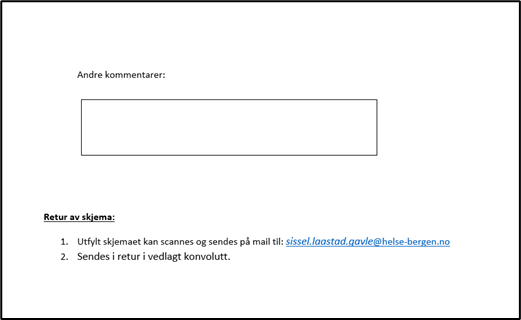 Andre kommentarer:
Retur av skjema:
1. Utfylt skjemaet kan scannes og sendes på mail til: sissel.laastad.gavle@helse-bergen.no
2. Sendes i retur i vedlagt konvolutt.